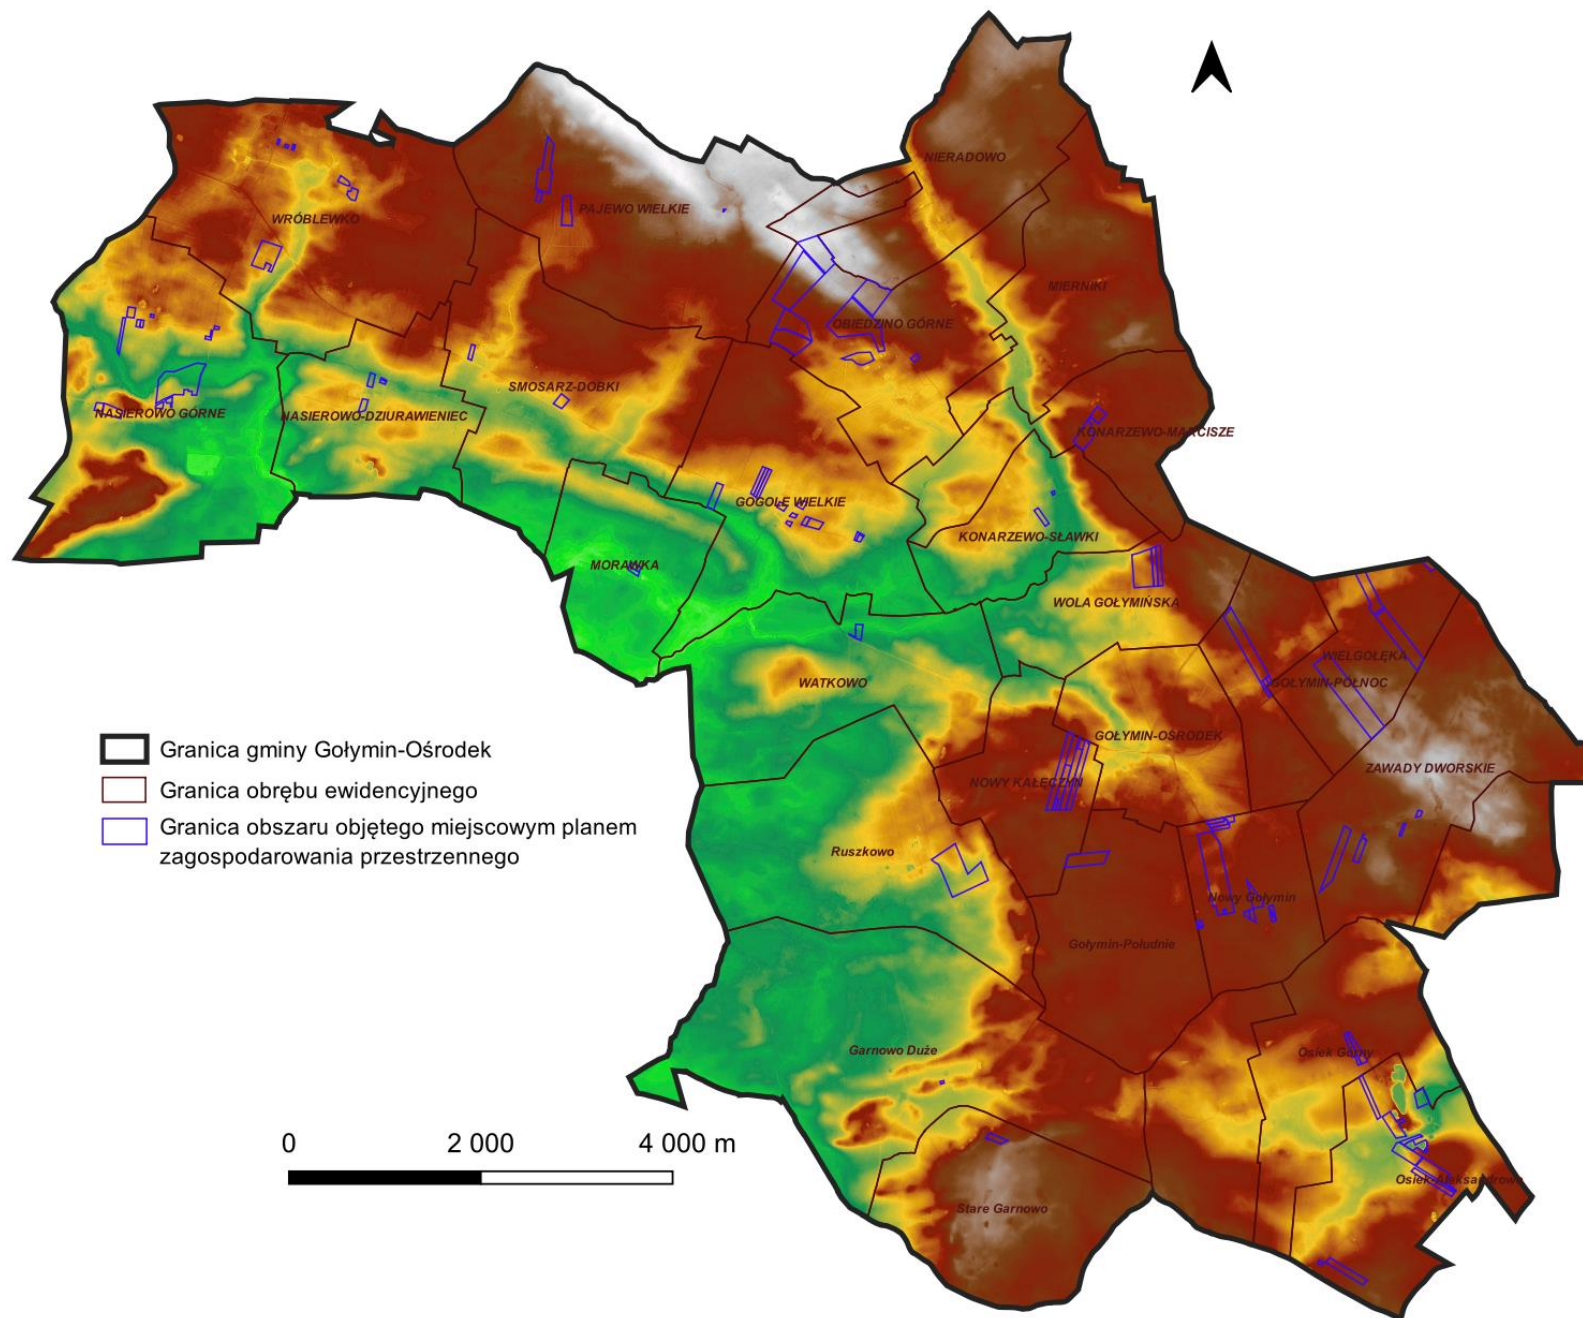 NIERADOWO
PAJEWO WIELKIE
WRÓBLEWKO
MIERNIKI
OBIEDZINO GÓRNE
SMOSARZ-DOBKI
NASIEROWO GÓRNE
NASIEROWO-DZIURAWIENIEC
KONARZEWO-MARCISZE
GOGOLE WIELKIE
KONARZEWO-SŁAWKI
MORAWKA
WOLA GOŁYMIŃSKA
WIELGOŁĘKA
WATKOWO
GOŁYMIN-PÓŁNOC
GOŁYMIN-OŚRODEK
ZAWADY DWORSKIE
NOWY KAŁĘCZYN
Granica gminy Gołymin-Ośrodek
Granica obrębu ewidencyjnego
Granica obszaru objętego miejscowym planem
zagospodarowania przestrzennego
Ruszkowo
Nowy Gołymin
Gołymin-Południe
Garnowo Duże
Osiek Górny
0 2 000 4 000 m
Osiek-Aleksandrowo
Stare Garnowo